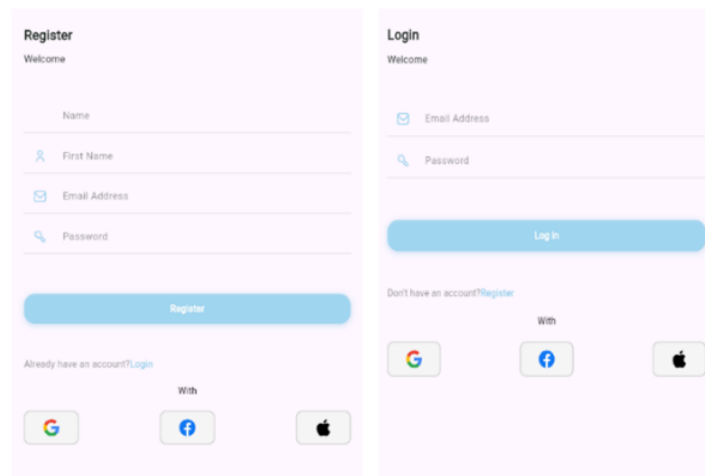 Register
Welcome
Name
First Name
Email Address
Password
Register
Already have an account?Login
With
Login
Welcome
Email Address
Password
Log in
Don't have an account?Register
With